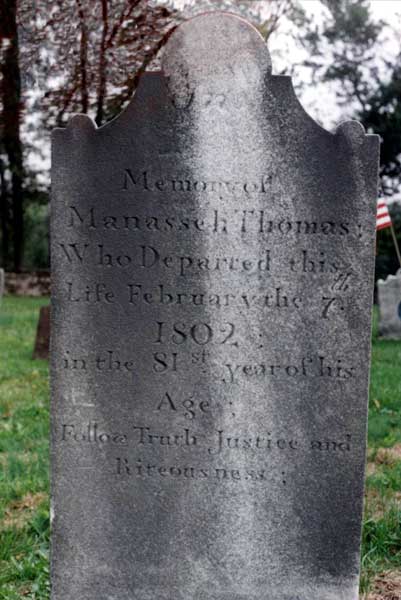 In
Memory of
Manasseh Thomas;
Who Departed this
Life February the 7th
1802;
in the 81st year of his
Age;
Follow Truth Justice and
Riteousness;